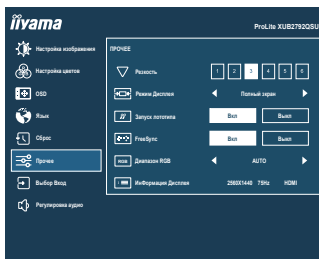 iiyama
ProLite XUB2792QSU
Настройка изображения
ПРОЧЕЕ
Настройка цветов
Резкость
1 2 3 4 5 6
OSD
Режим Дисплея
Полный экран
Язык
Запуск логотипа
Вкл
Выкл
Сброс
FreeSync
Вкл
Выкл
Прочее
RGB
Диапазон RGB
AUTO
Выбор Вход
ИнФормация Дисплея
2560X1440 75Hz HDMI
Регулировка аудио